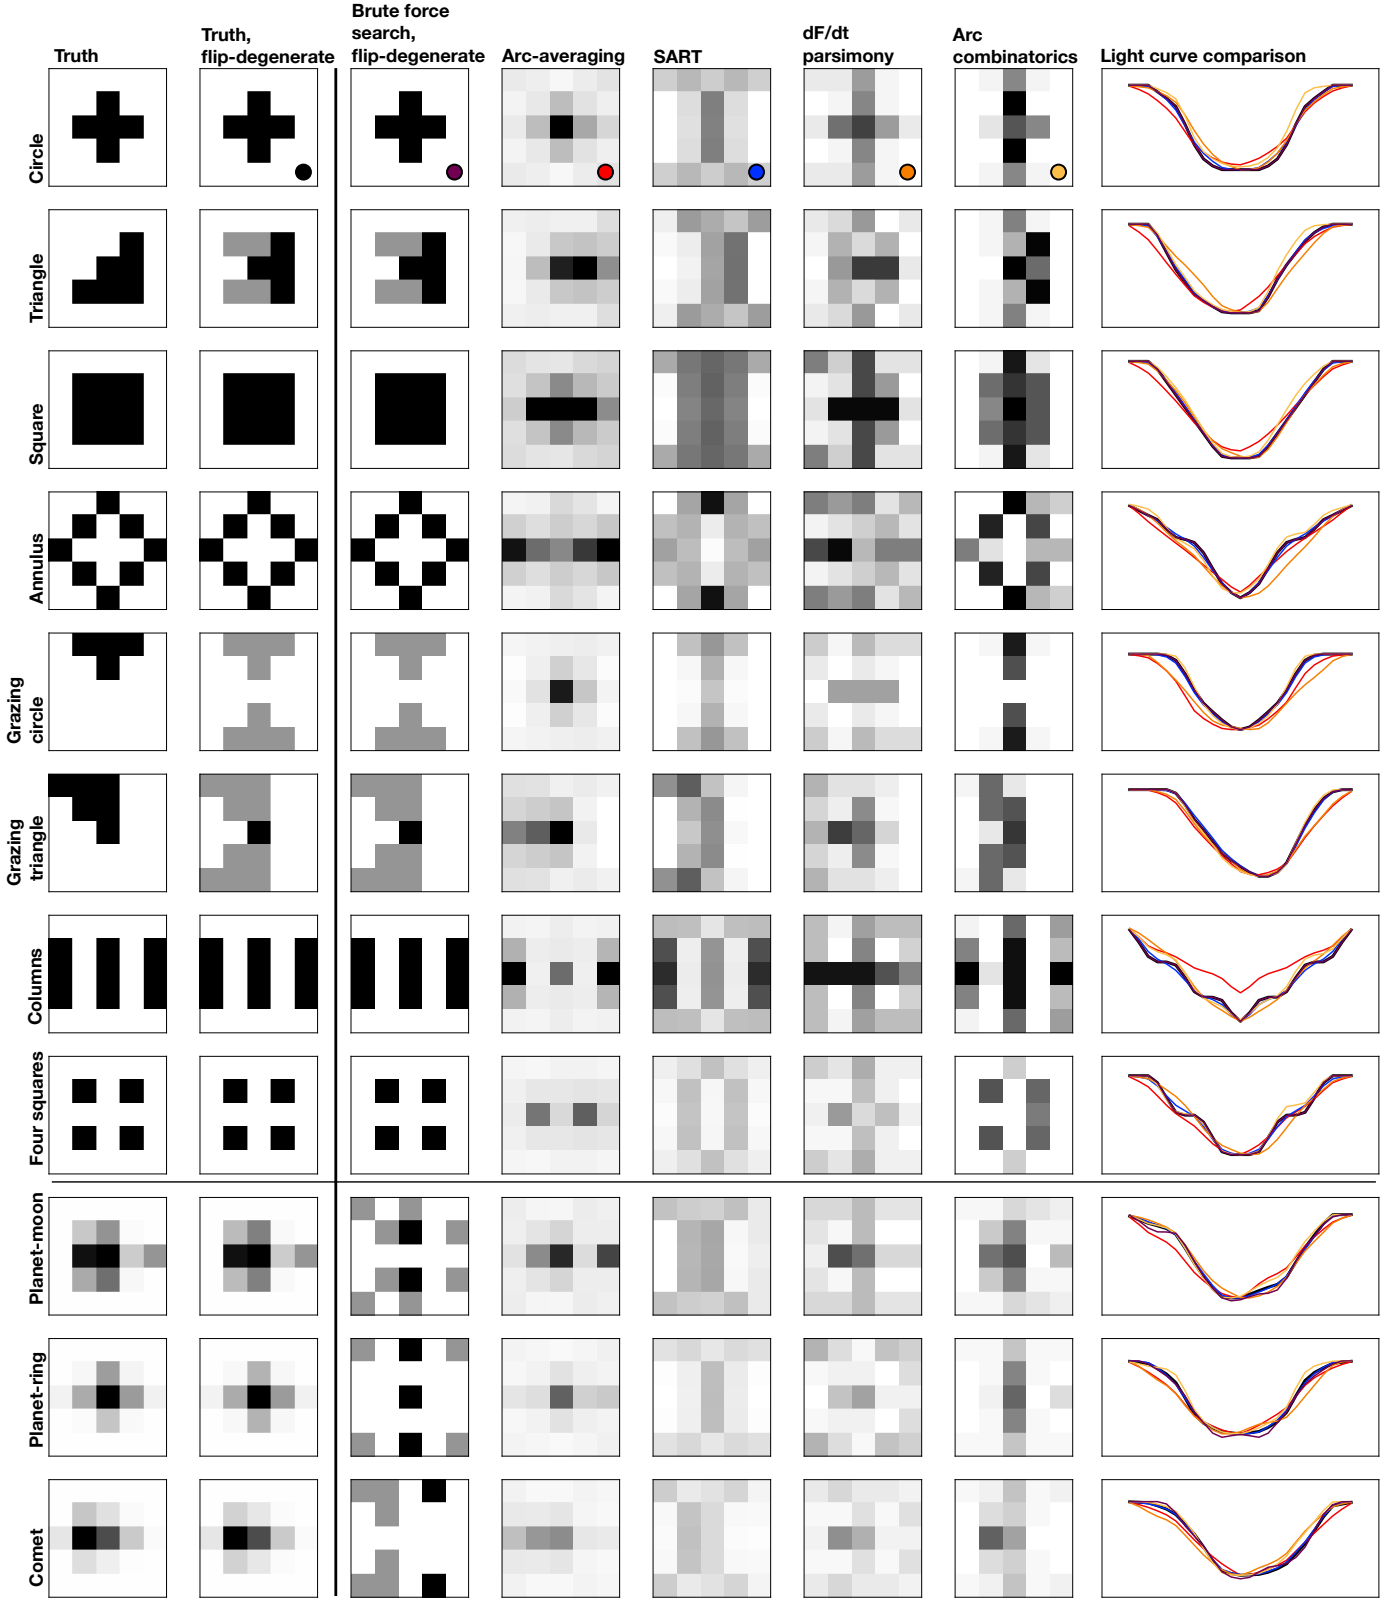 Truth
Truth,
flip-degenerate
Brute force
search,
flip-degenerate
Arc-averaging
SART
dF/dt
parsimony
Arc
combinatorics
Light curve comparison
Circle
Triangle
Square
Annulus
Grazing
circle
Grazing
triangle
Columns
Four squares
Planet-moon
Planet-ring
Comet